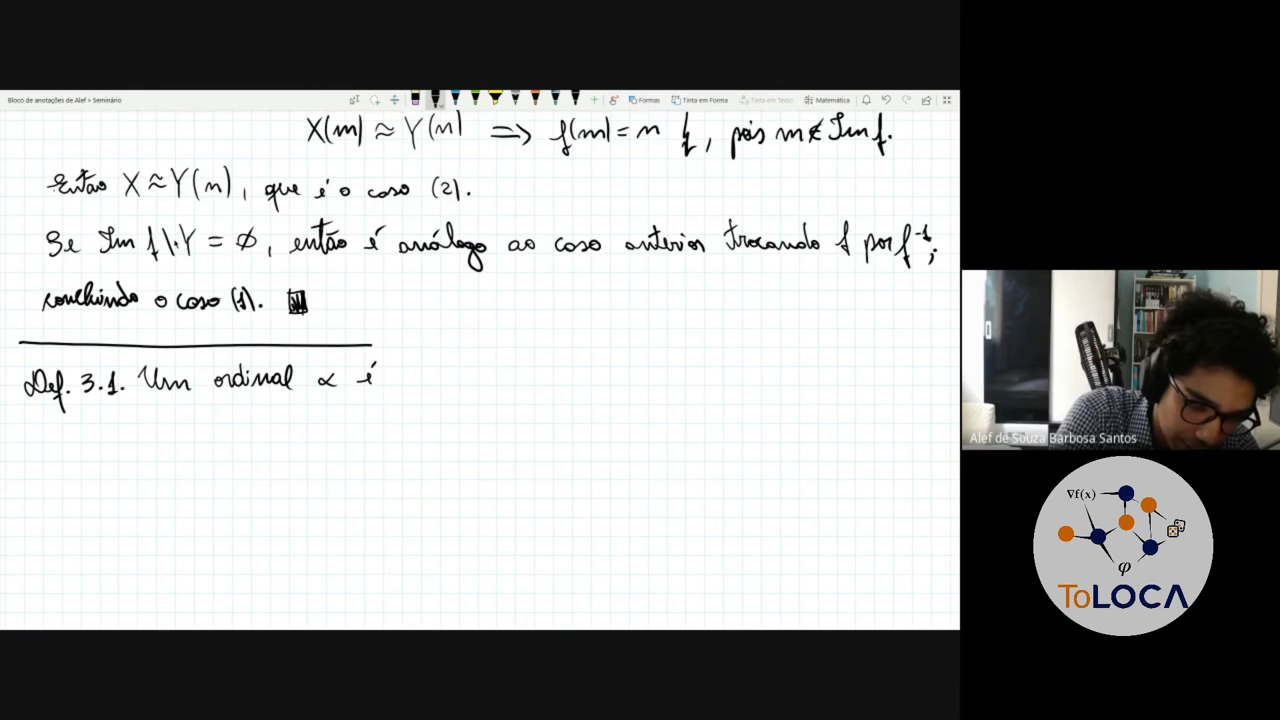 Bloco de anotações de Alef » Seminário
Formas
Tinta em Forma
Tinta em Texto
Matemática
X(m) ≈ Y(n) ⟹ f(m) = n ↯, pois m ∉ Im f.
Então X ≈ Y(n), que é o caso (2).
Se Im f \ Y = ∅, então é análogo ao caso anterior trocando f por f⁻¹;
concluindo o caso (1).
Def. 3.1. Um ordinal α é
Alef de Souza Barbosa Santos
∇f(x)
φ
ToLOCA